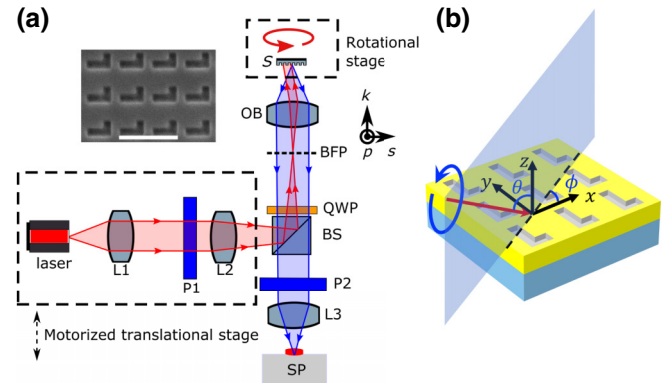 (a)
S
Rotational
stage
OB
k
p
s
BFP
QWP
BS
laser
L1
P1
L2
P2
L3
Motorized translational stage
SP
(b)
z
y
θ
ϕ
x